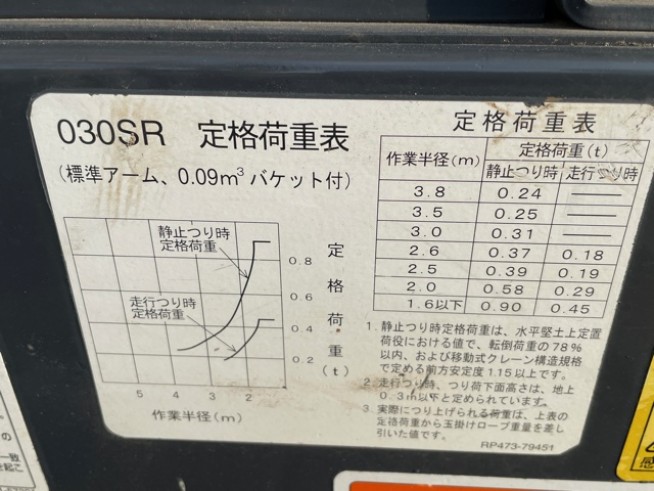 030SR 定格荷重表
(標準アーム、0.09m³バケット付)
静止つり時
定格荷重
走行つり時
定格荷重
0.8
0.6
0.4
0.2
定格荷重(t)
5 4 3 2
作業半径(m)
定格荷重表
作業半径(m) 定格荷重(t)
静止つり時 走行つり時
3.8 0.24 ——
3.5 0.25 ——
3.0 0.31 ——
2.6 0.37 0.18
2.5 0.39 0.19
2.0 0.58 0.29
1.6以下 0.90 0.45
1. 静止つり時定格荷重は、水平堅土上定置
荷役における値で、転倒荷重の78%
以内、および移動式クレーン構造規格
で定める前方安定度1.15以上です。
2. 走行つり時、つり荷下面高さは、地上
0.3m以下と定められています。
3. 実際につり上げられる荷重は、上表の
定格荷重から玉掛けロープ重量を差し
引いた値です。
RP473-79451
の
一致
起こ
感